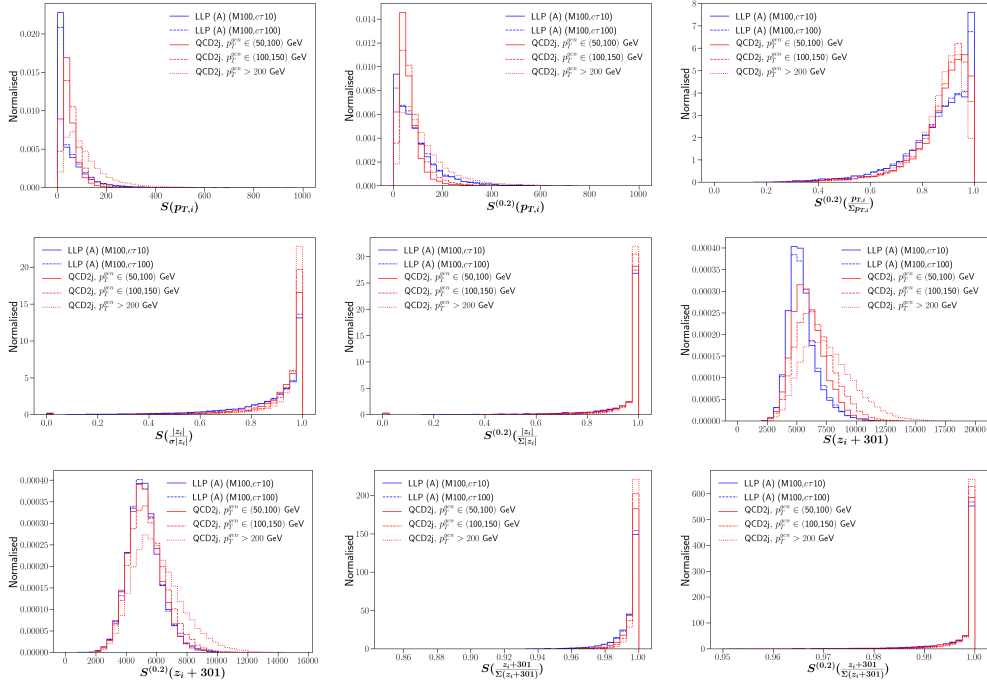 LLP (A) (M100,cτ10)
LLP (A) (M100,cτ100)
QCD2j, p_T^{gen} ∈ (50,100) GeV
QCD2j, p_T^{gen} ∈ (100,150) GeV
QCD2j, p_T^{gen} > 200 GeV
Normalised
0.020
0.015
0.010
0.005
0.000
0 200 400 600 800 1000
S(p_{T,i})
LLP (A) (M100,cτ10)
LLP (A) (M100,cτ100)
QCD2j, p_T^{gen} ∈ (50,100) GeV
QCD2j, p_T^{gen} ∈ (100,150) GeV
QCD2j, p_T^{gen} > 200 GeV
Normalised
0.014
0.012
0.010
0.008
0.006
0.004
0.002
0.000
0 200 400 600 800 1000
S^{(0.2)}(p_{T,i})
LLP (A) (M100,cτ10)
LLP (A) (M100,cτ100)
QCD2j, p_T^{gen} ∈ (50,100) GeV
QCD2j, p_T^{gen} ∈ (100,150) GeV
QCD2j, p_T^{gen} > 200 GeV
Normalised
8
7
6
5
4
3
2
1
0
0.0 0.2 0.4 0.6 0.8 1.0
S^{(0.2)}(p_{T,i}/Σp_{T,i})
LLP (A) (M100,cτ10)
LLP (A) (M100,cτ100)
QCD2j, p_T^{gen} ∈ (50,100) GeV
QCD2j, p_T^{gen} ∈ (100,150) GeV
QCD2j, p_T^{gen} > 200 GeV
Normalised
20
15
10
5
0
0.0 0.2 0.4 0.6 0.8 1.0
S(|z_i|/σ|z_i|)
LLP (A) (M100,cτ10)
LLP (A) (M100,cτ100)
QCD2j, p_T^{gen} ∈ (50,100) GeV
QCD2j, p_T^{gen} ∈ (100,150) GeV
QCD2j, p_T^{gen} > 200 GeV
Normalised
30
25
20
15
10
5
0
0.0 0.2 0.4 0.6 0.8 1.0
S^{(0.2)}(|z_i|/Σ|z_i|)
LLP (A) (M100,cτ10)
LLP (A) (M100,cτ100)
QCD2j, p_T^{gen} ∈ (50,100) GeV
QCD2j, p_T^{gen} ∈ (100,150) GeV
QCD2j, p_T^{gen} > 200 GeV
Normalised
0.00040
0.00035
0.00030
0.00025
0.00020
0.00015
0.00010
0.00005
0.00000
0 2500 5000 7500 10000 12500 15000 17500 20000
S(z_i + 301)
LLP (A) (M100,cτ10)
LLP (A) (M100,cτ100)
QCD2j, p_T^{gen} ∈ (50,100) GeV
QCD2j, p_T^{gen} ∈ (100,150) GeV
QCD2j, p_T^{gen} > 200 GeV
Normalised
0.00040
0.00035
0.00030
0.00025
0.00020
0.00015
0.00010
0.00005
0.00000
0 2000 4000 6000 8000 10000 12000 14000 16000
S^{(0.2)}(z_i + 301)
LLP (A) (M100,cτ10)
LLP (A) (M100,cτ100)
QCD2j, p_T^{gen} ∈ (50,100) GeV
QCD2j, p_T^{gen} ∈ (100,150) GeV
QCD2j, p_T^{gen} > 200 GeV
Normalised
200
150
100
50
0
0.86 0.88 0.90 0.92 0.94 0.96 0.98 1.00
S(z_i+301/Σ(z_i+301))
LLP (A) (M100,cτ10)
LLP (A) (M100,cτ100)
QCD2j, p_T^{gen} ∈ (50,100) GeV
QCD2j, p_T^{gen} ∈ (100,150) GeV
QCD2j, p_T^{gen} > 200 GeV
Normalised
600
500
400
300
200
100
0
0.95 0.96 0.97 0.98 0.99 1.00
S^{(0.2)}(z_i+301/Σ(z_i+301))